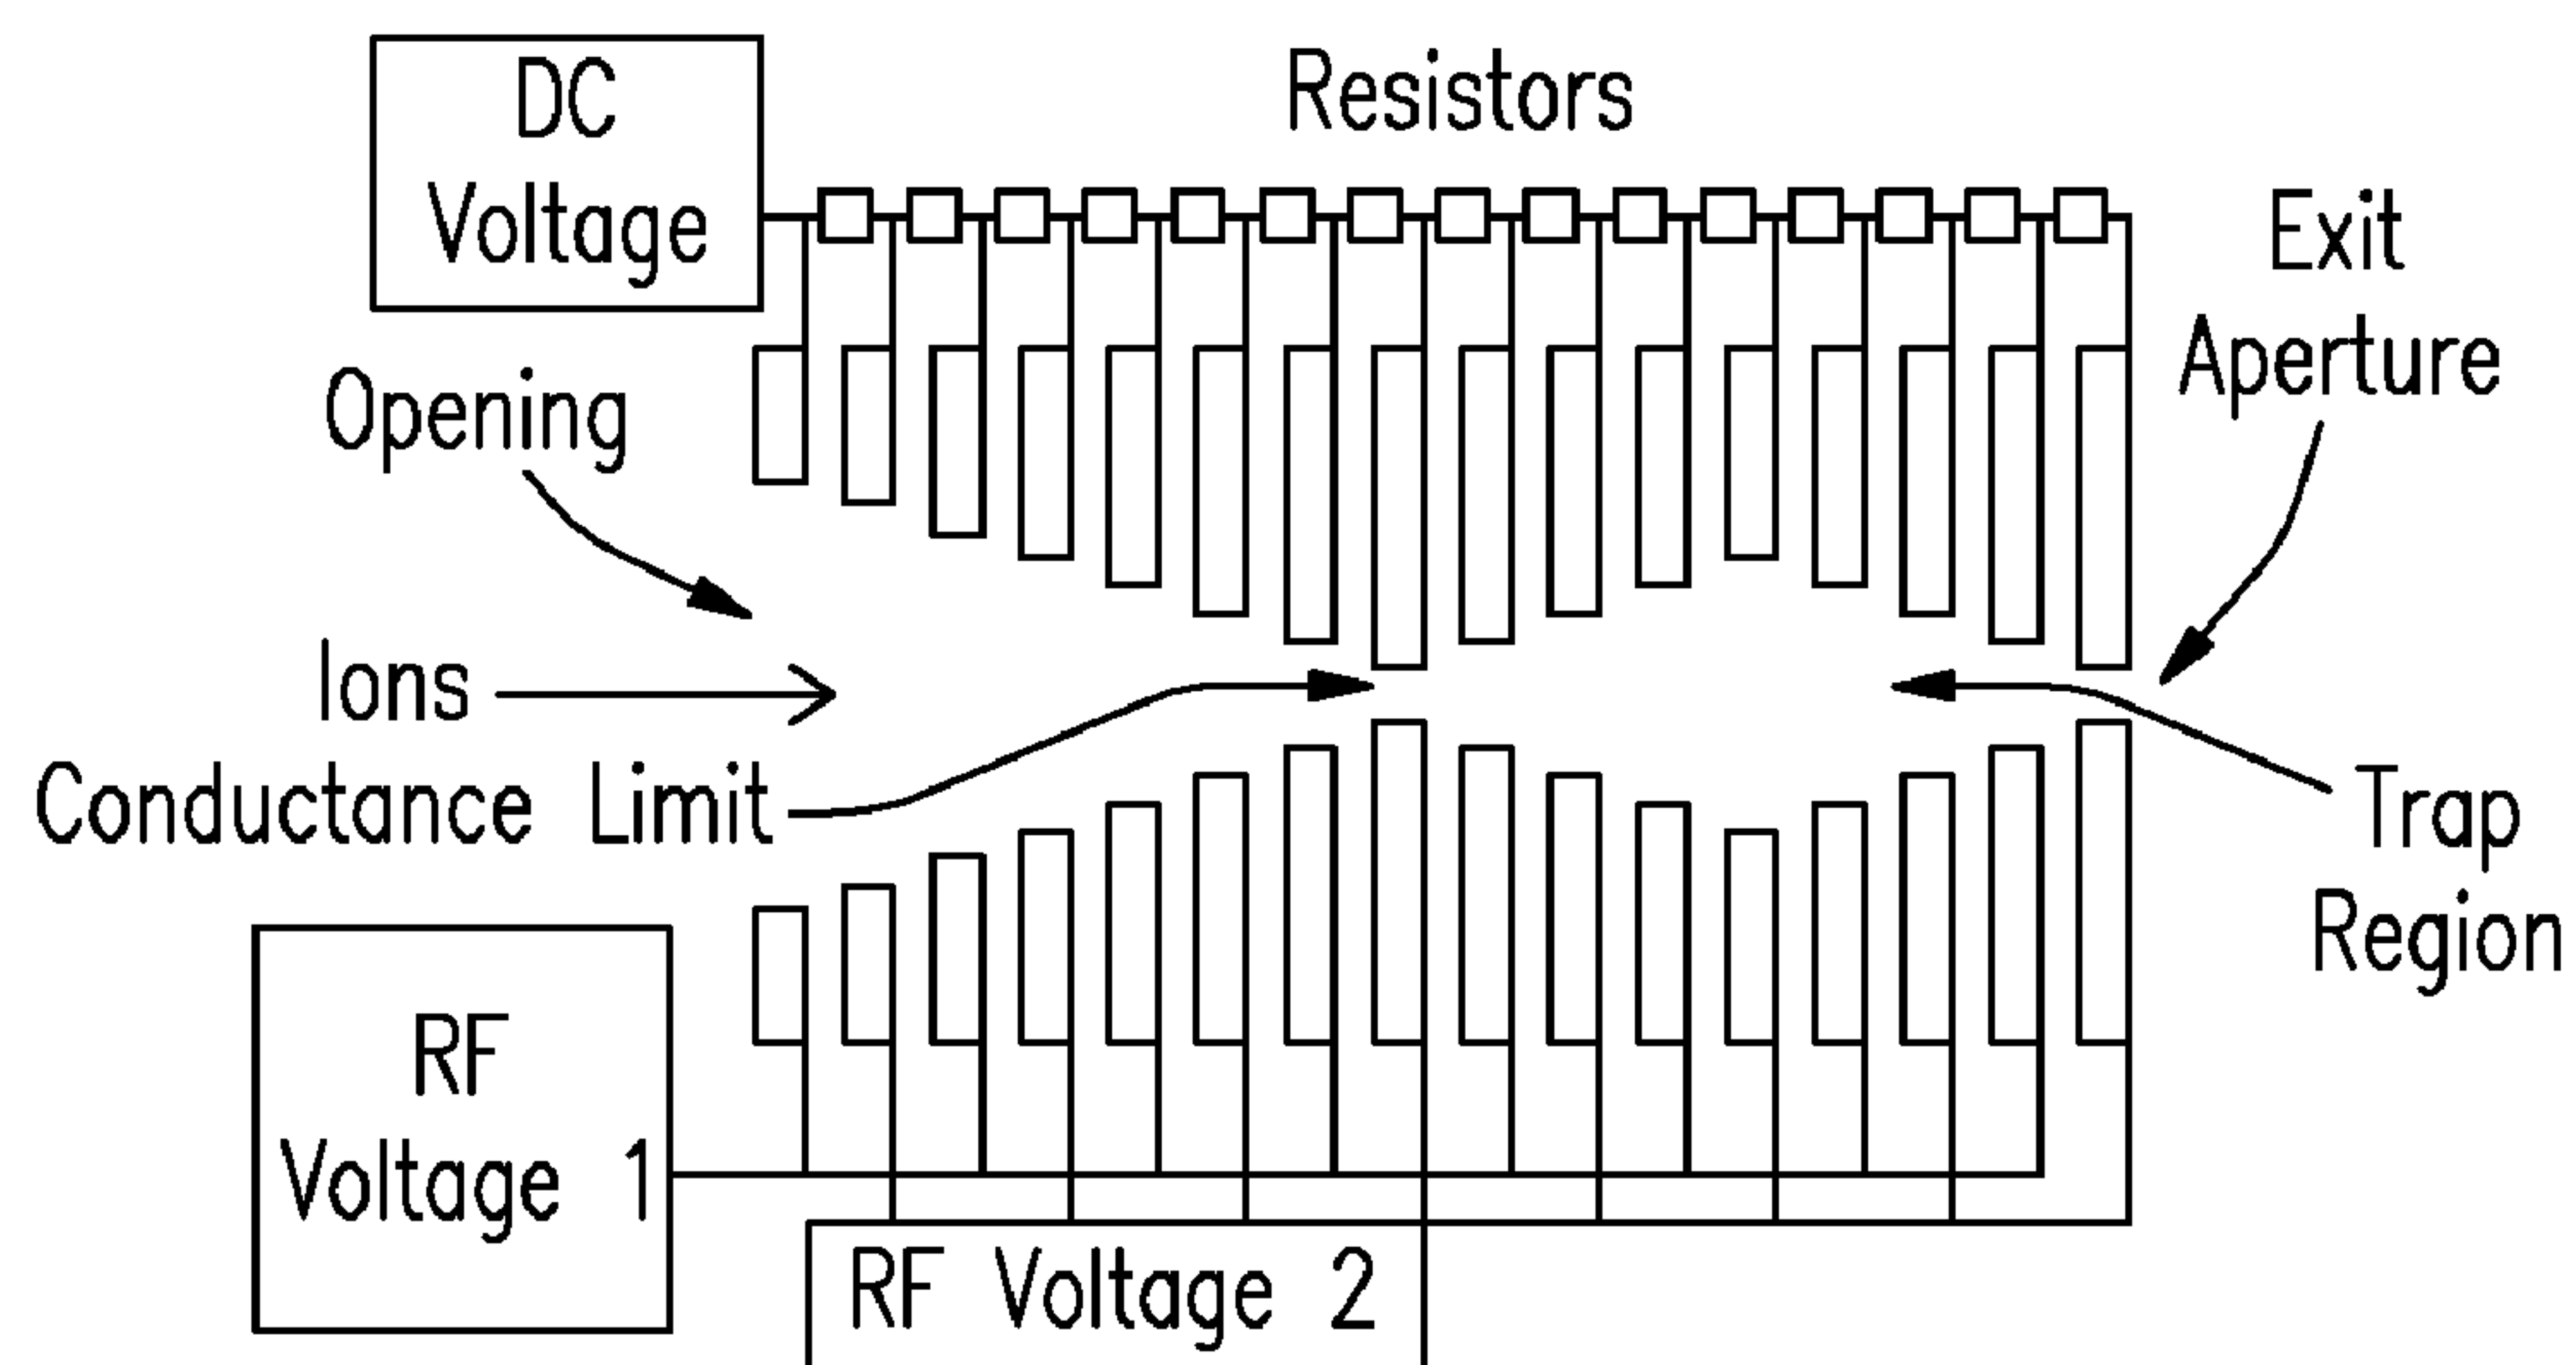 DC
Voltage
Resistors
Exit
Aperture
Opening
Ions
Conductance Limit
Trap
Region
RF
Voltage 1
RF Voltage 2